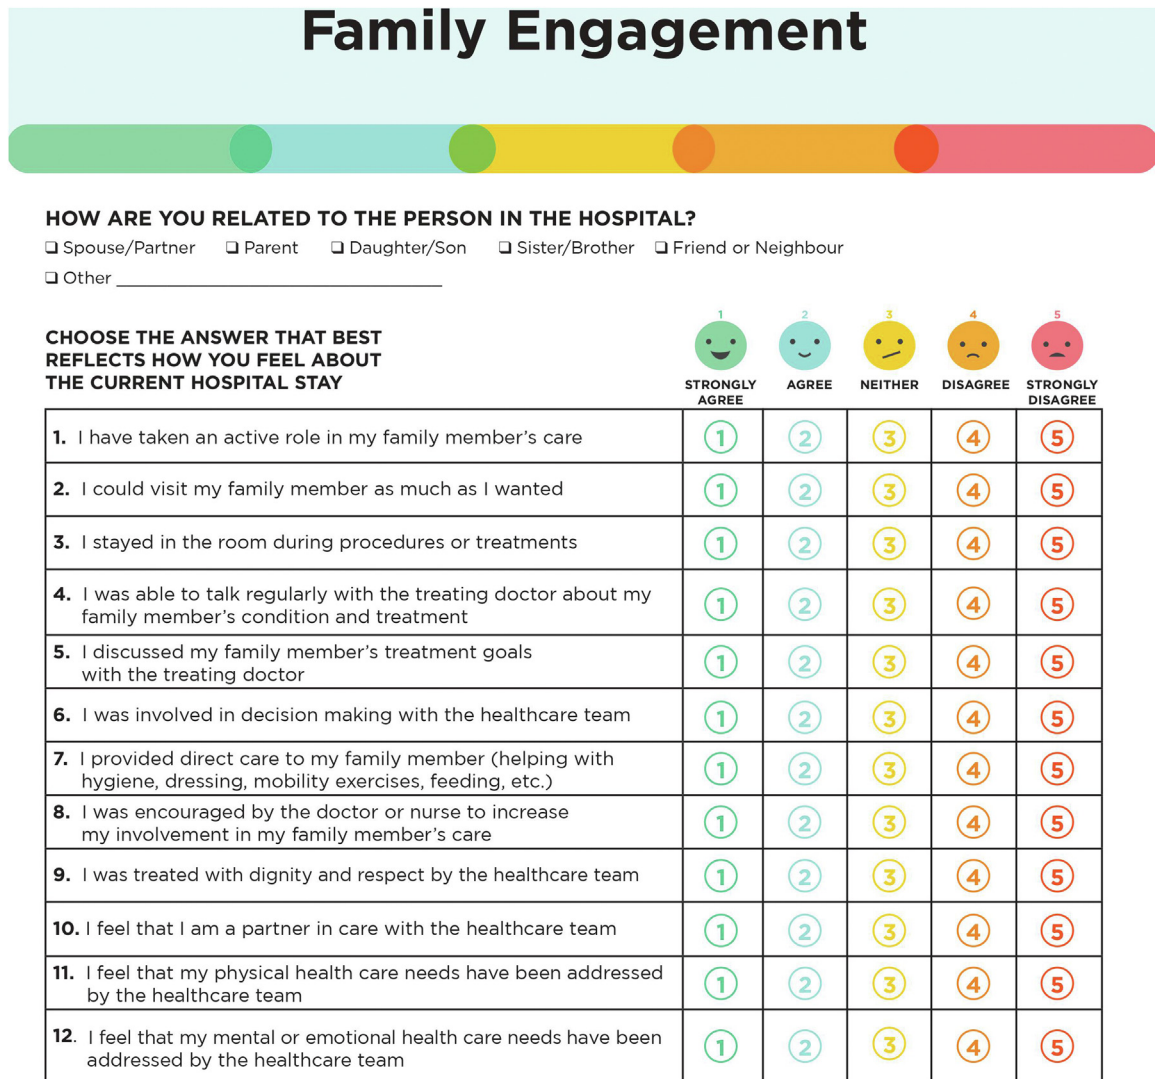 Family Engagement
HOW ARE YOU RELATED TO THE PERSON IN THE HOSPITAL?
❑ Spouse/Partner ❑ Parent ❑ Daughter/Son ❑ Sister/Brother ❑ Friend or Neighbour
❑ Other ________________________________
CHOOSE THE ANSWER THAT BEST
REFLECTS HOW YOU FEEL ABOUT
THE CURRENT HOSPITAL STAY
1 2 3 4 5
STRONGLY AGREE NEITHER DISAGREE STRONGLY
AGREE DISAGREE
1. I have taken an active role in my family member’s care 1 2 3 4 5
2. I could visit my family member as much as I wanted 1 2 3 4 5
3. I stayed in the room during procedures or treatments 1 2 3 4 5
4. I was able to talk regularly with the treating doctor about my
family member’s condition and treatment 1 2 3 4 5
5. I discussed my family member’s treatment goals
with the treating doctor 1 2 3 4 5
6. I was involved in decision making with the healthcare team 1 2 3 4 5
7. I provided direct care to my family member (helping with
hygiene, dressing, mobility exercises, feeding, etc.) 1 2 3 4 5
8. I was encouraged by the doctor or nurse to increase
my involvement in my family member’s care 1 2 3 4 5
9. I was treated with dignity and respect by the healthcare team 1 2 3 4 5
10. I feel that I am a partner in care with the healthcare team 1 2 3 4 5
11. I feel that my physical health care needs have been addressed
by the healthcare team 1 2 3 4 5
12. I feel that my mental or emotional health care needs have been
addressed by the healthcare team 1 2 3 4 5